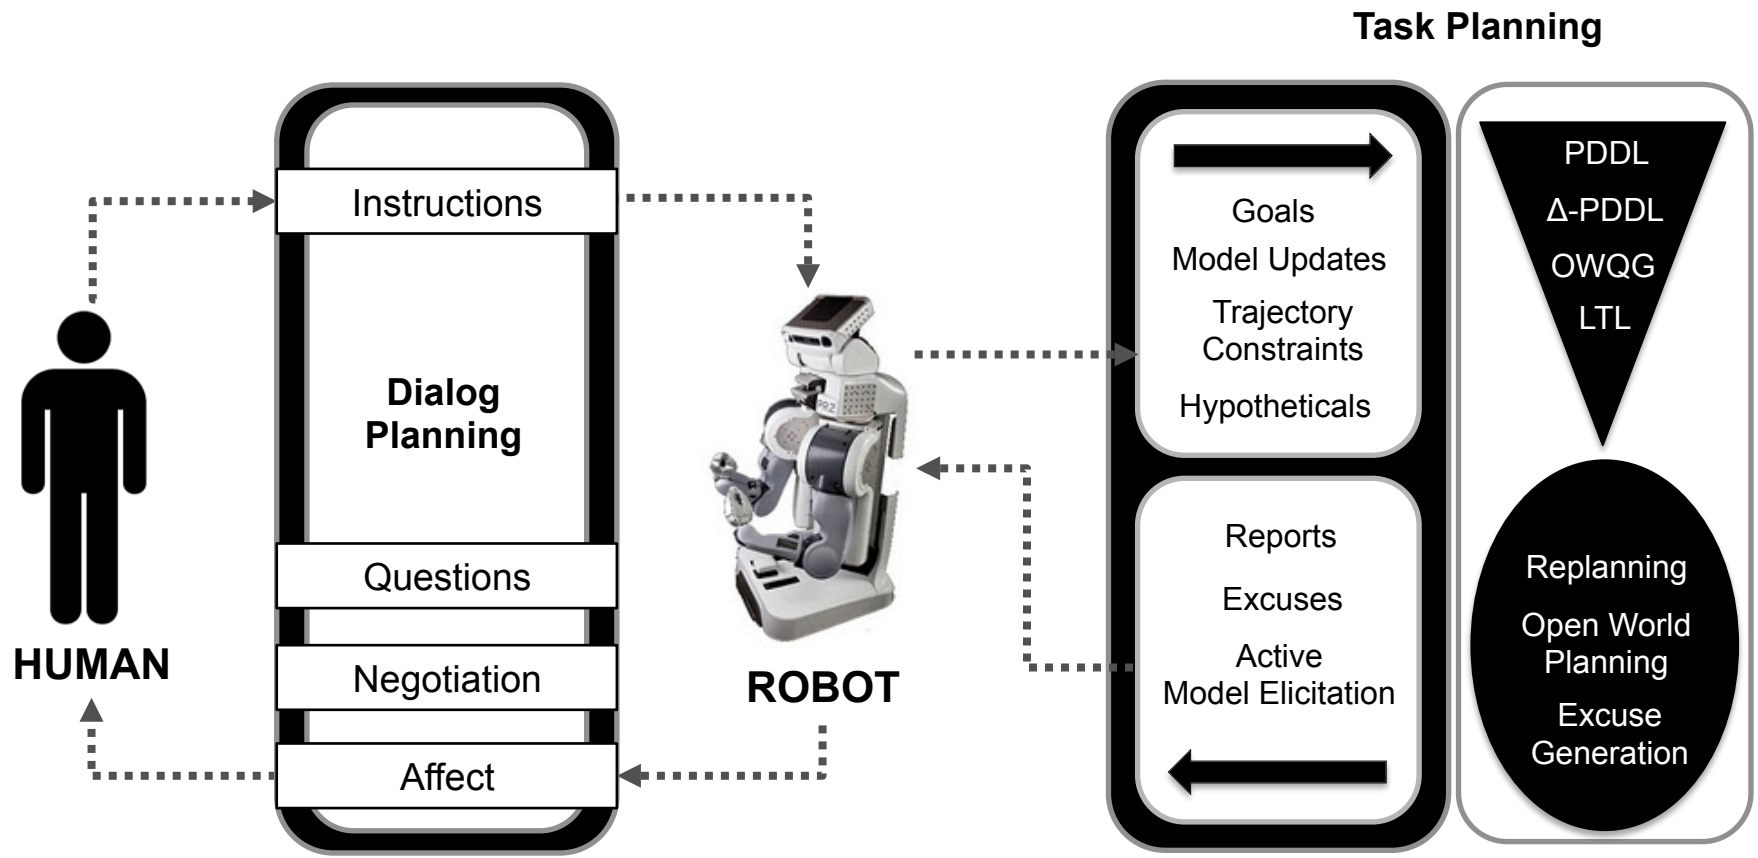 Task Planning
Instructions
Dialog
Planning
Questions
Negotiation
Affect
HUMAN
PR2
ROBOT
Goals
Model Updates
Trajectory
Constraints
Hypotheticals
Reports
Excuses
Active
Model Elicitation
PDDL
Δ-PDDL
OWQG
LTL
Replanning
Open World
Planning
Excuse
Generation